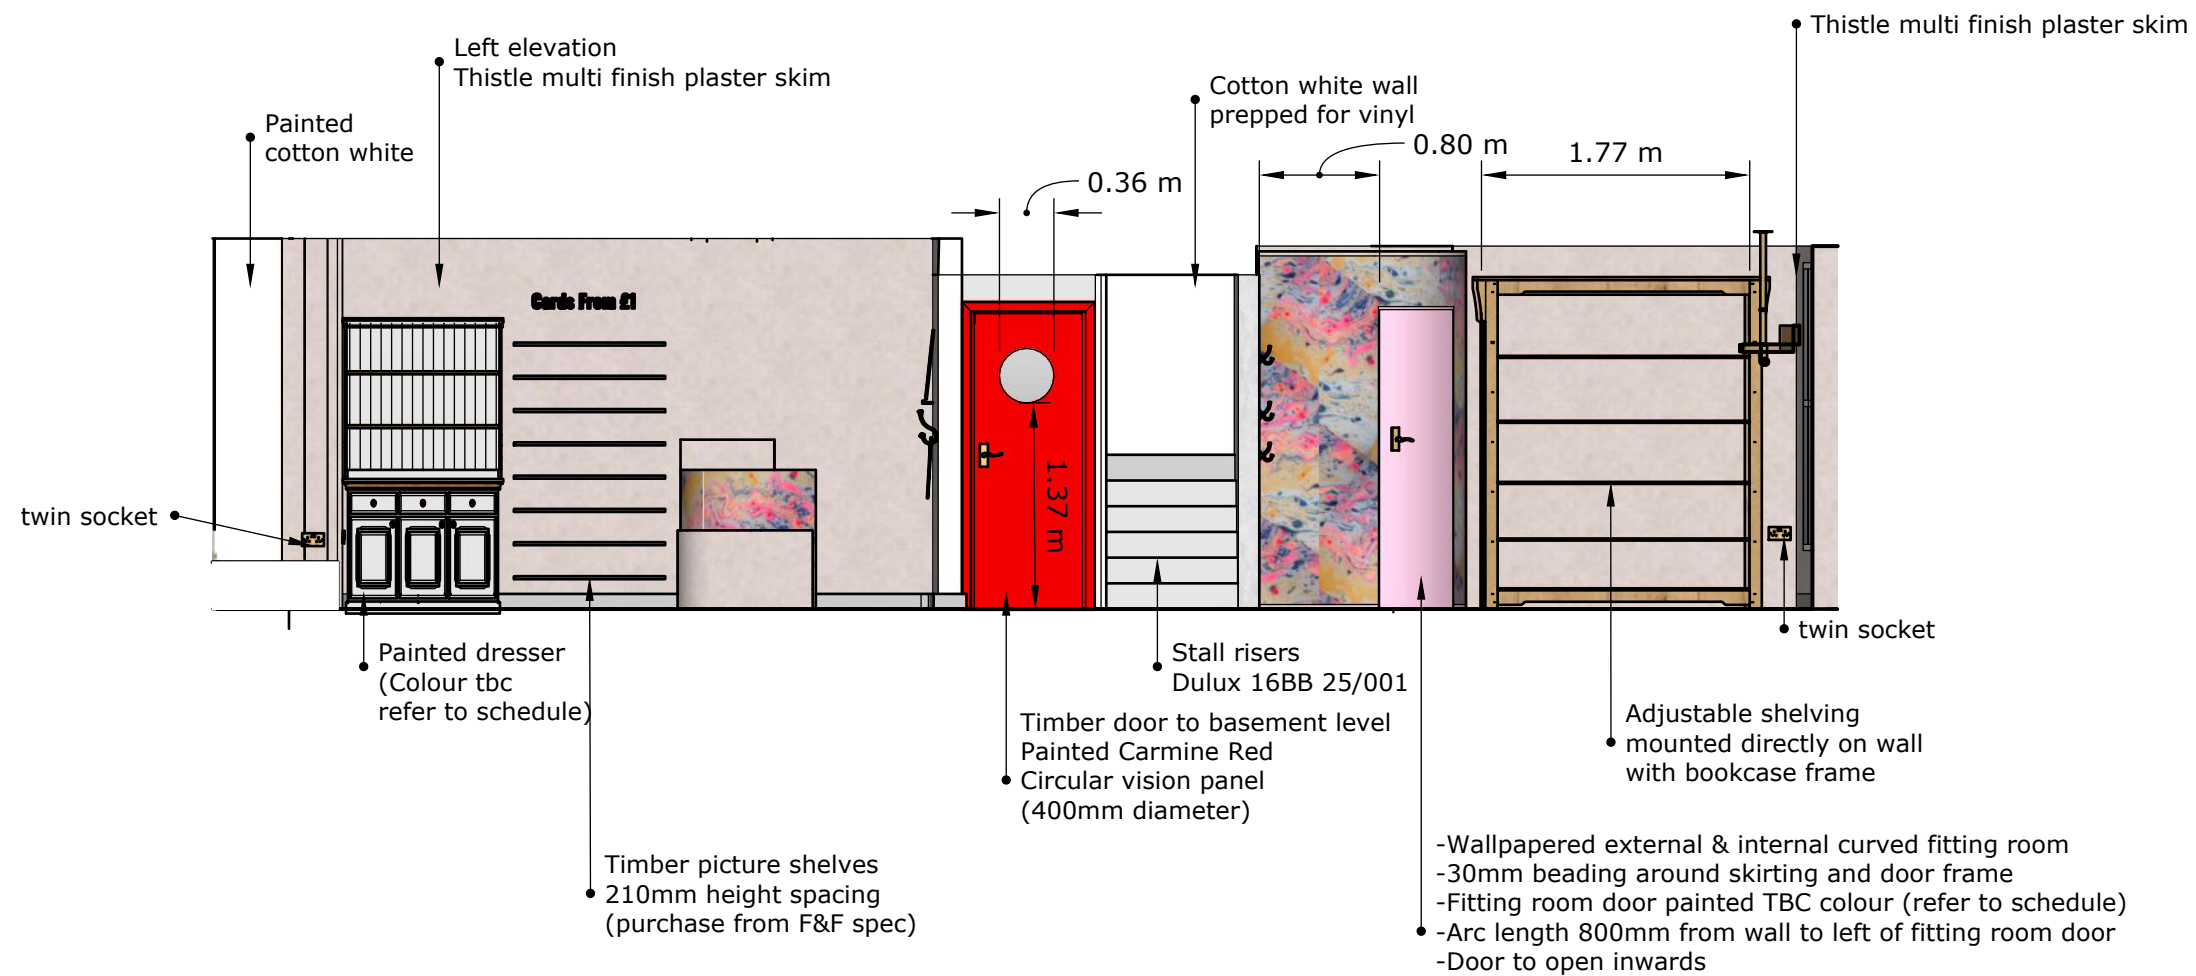 Thistle multi finish plaster skim
Left elevation
Thistle multi finish plaster skim
Cotton white wall
prepped for vinyl
Painted
cotton white
0.80 m
1.77 m
0.36 m
Cards From £1
1.37 m
twin socket
twin socket
Painted dresser
(Colour tbc
refer to schedule)
Stall risers
Dulux 16BB 25/001
Timber door to basement level
Painted Carmine Red
Circular vision panel
(400mm diameter)
Adjustable shelving
mounted directly on wall
with bookcase frame
Timber picture shelves
210mm height spacing
(purchase from F&F spec)
-Wallpapered external & internal curved fitting room
-30mm beading around skirting and door frame
-Fitting room door painted TBC colour (refer to schedule)
-Arc length 800mm from wall to left of fitting room door
-Door to open inwards